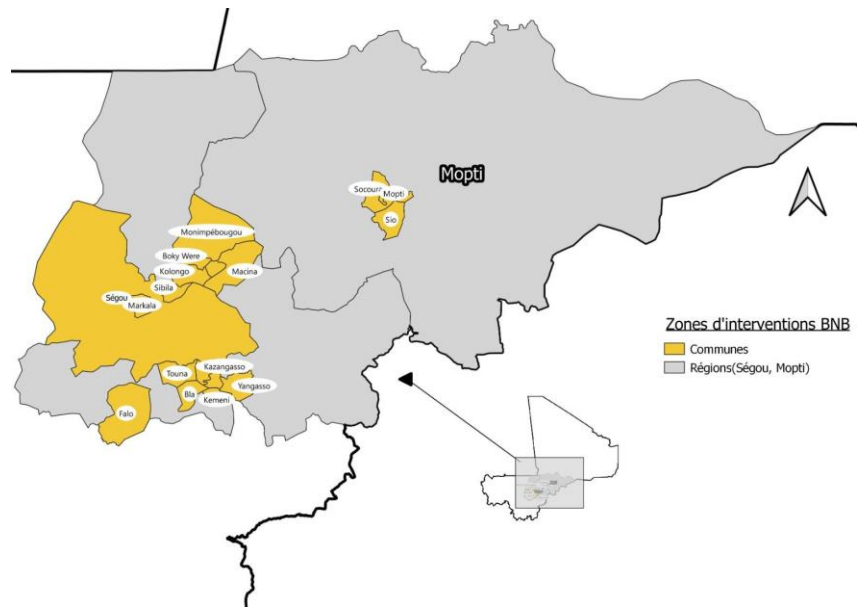 Mopti
Socoura
Mopti
Sio
Monimpébougou
Boky Were
Kolongo
Macina
Sibila
Ségou
Markala
Touna
Kazangasso
Yangasso
Bla
Kemeni
Falo
Zones d'interventions BNB
Communes
Régions(Ségou, Mopti)